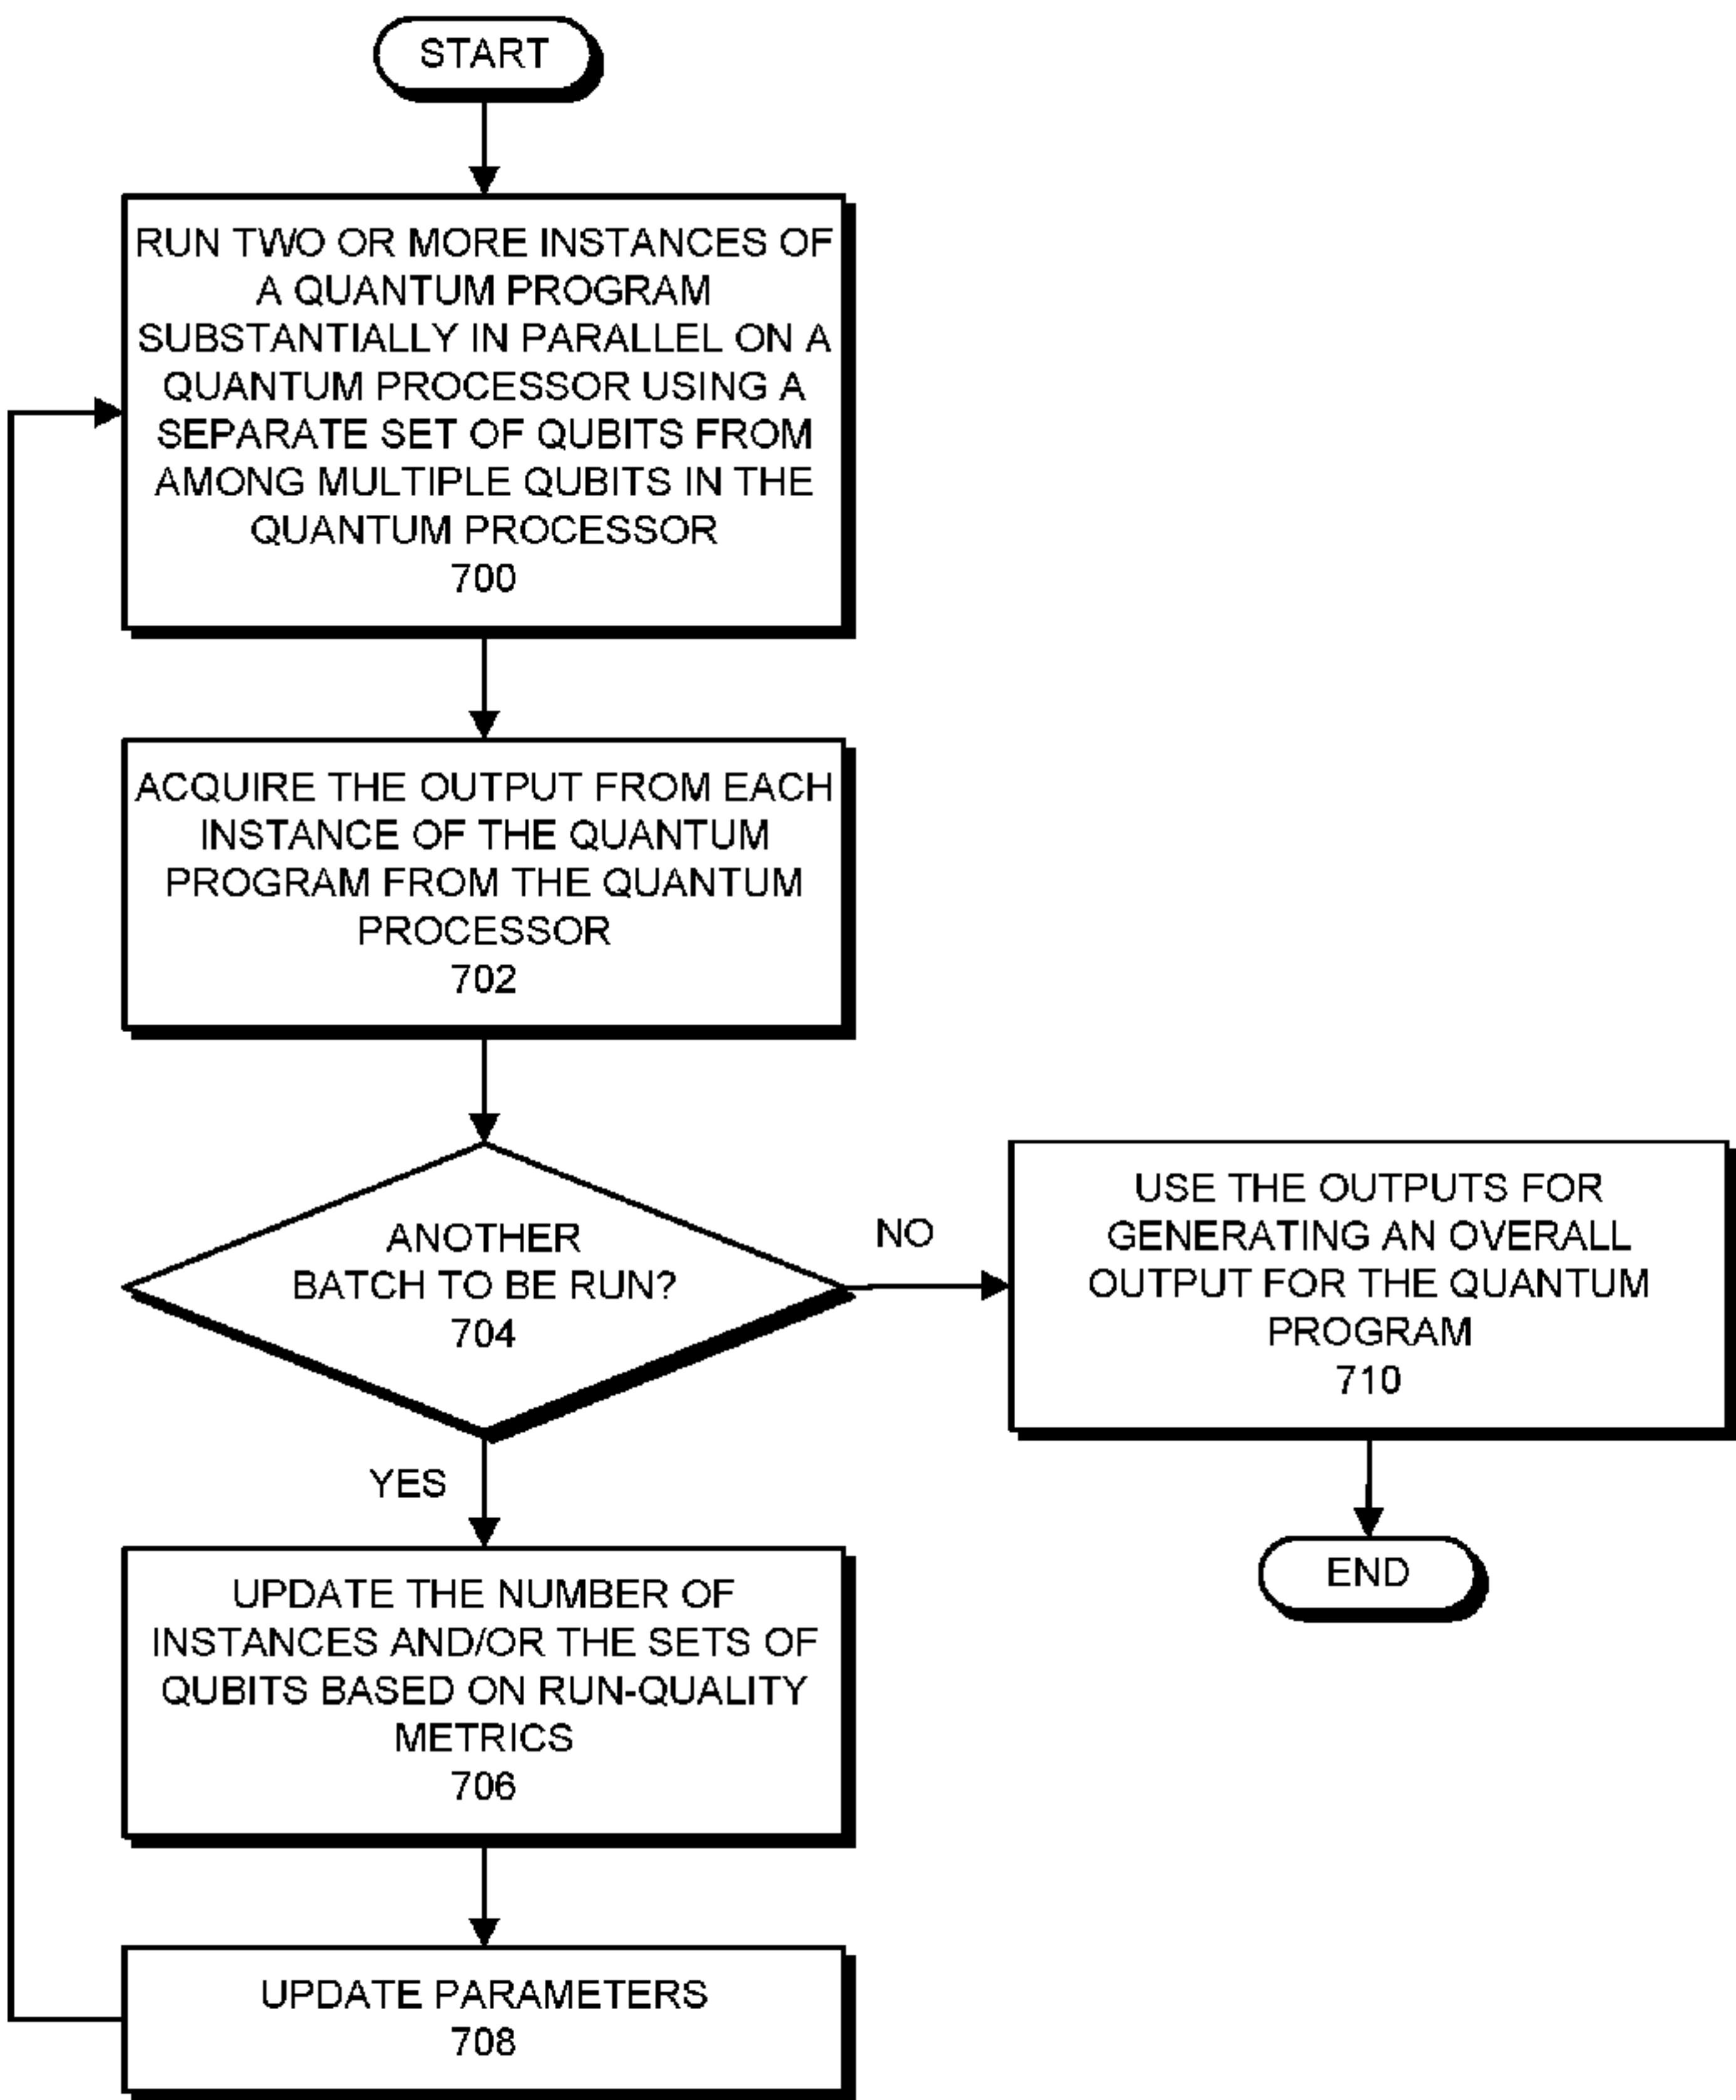 START
RUN TWO OR MORE INSTANCES OF
A QUANTUM PROGRAM
SUBSTANTIALLY IN PARALLEL ON A
QUANTUM PROCESSOR USING A
SEPARATE SET OF QUBITS FROM
AMONG MULTIPLE QUBITS IN THE
QUANTUM PROCESSOR
700
ACQUIRE THE OUTPUT FROM EACH
INSTANCE OF THE QUANTUM
PROGRAM FROM THE QUANTUM
PROCESSOR
702
ANOTHER
BATCH TO BE RUN?
704
NO
USE THE OUTPUTS FOR
GENERATING AN OVERALL
OUTPUT FOR THE QUANTUM
PROGRAM
710
END
YES
UPDATE THE NUMBER OF
INSTANCES AND/OR THE SETS OF
QUBITS BASED ON RUN-QUALITY
METRICS
706
UPDATE PARAMETERS
708